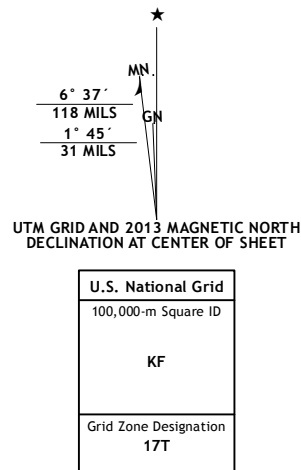 MN
6° 37´
118 MILS
GN
1° 45´
31 MILS
UTM GRID AND 2013 MAGNETIC NORTH
DECLINATION AT CENTER OF SHEET
U.S. National Grid
100,000-m Square ID
KF
Grid Zone Designation
17T